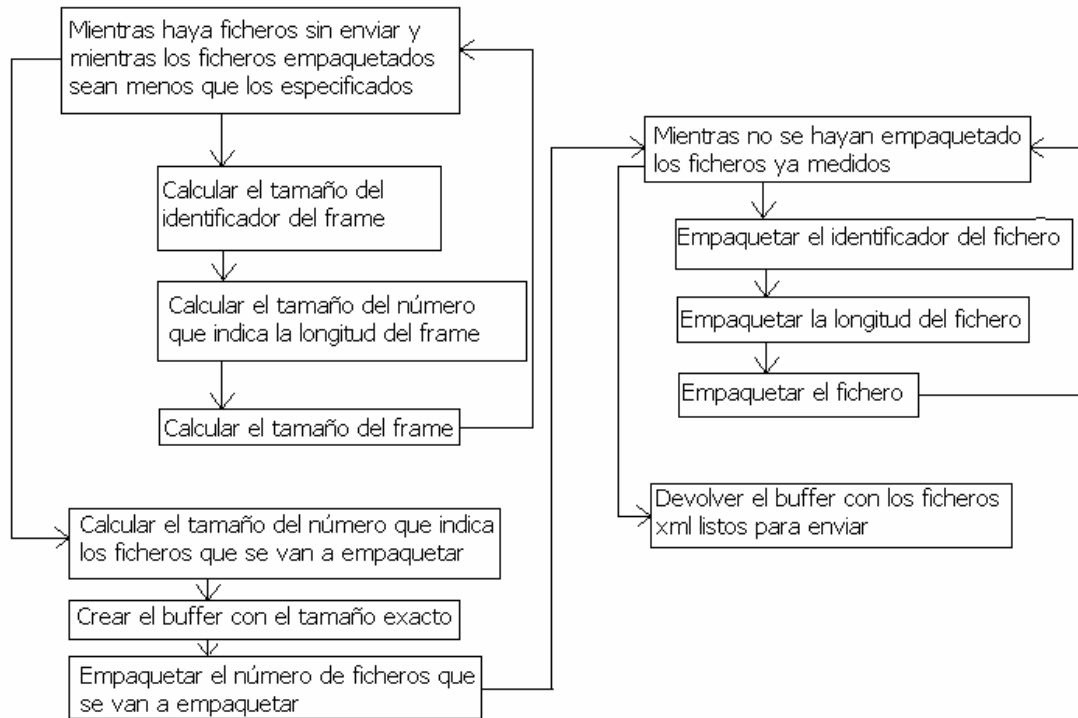 Mientras haya ficheros sin enviar y
mientras los ficheros empaquetados
sean menos que los especificados
Calcular el tamaño del
identificador del frame
Calcular el tamaño del número
que indica la longitud del frame
Calcular el tamaño del frame
Calcular el tamaño del número que indica
los ficheros que se van a empaquetar
Crear el buffer con el tamaño exacto
Empaquetar el número de ficheros que
se van a empaquetar
Mientras no se hayan empaquetado
los ficheros ya medidos
Empaquetar el identificador del fichero
Empaquetar la longitud del fichero
Empaquetar el fichero
Devolver el buffer con los ficheros
xml listos para enviar